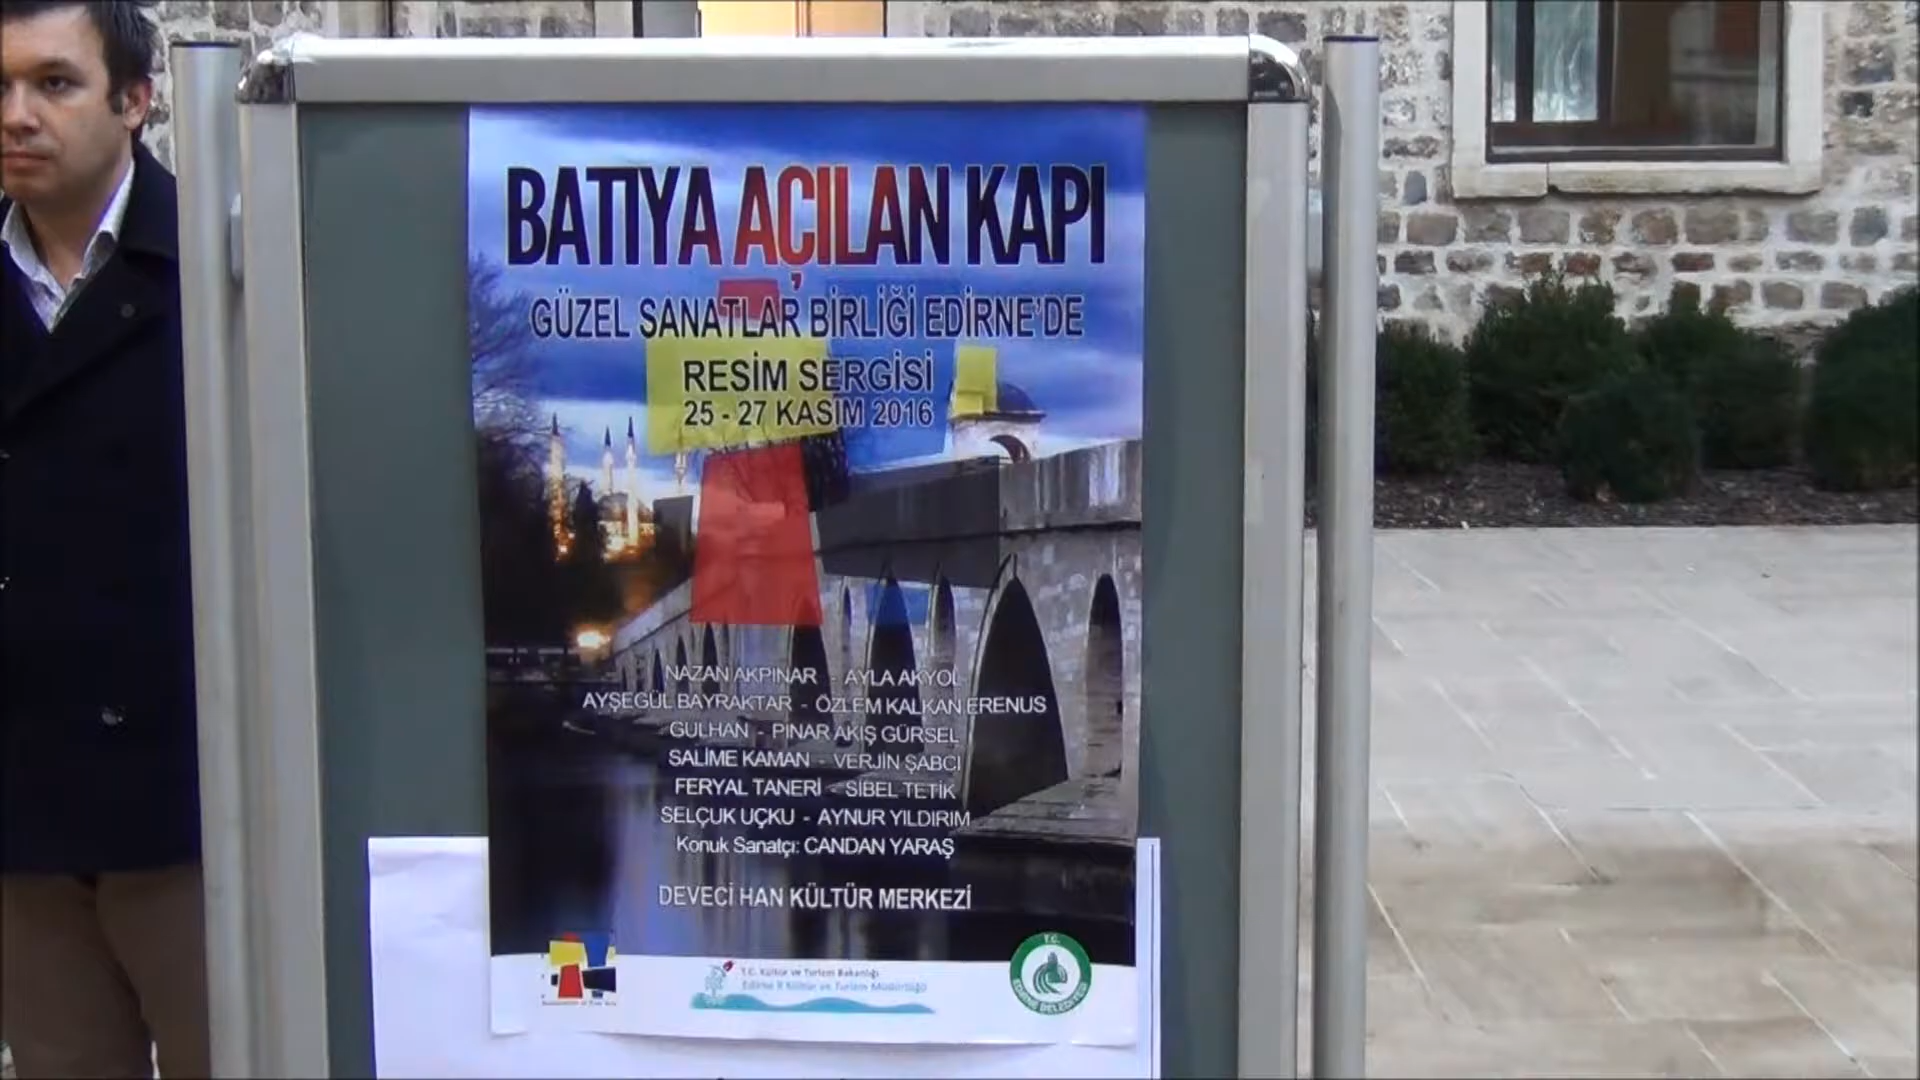 BATIYA AÇILAN KAPI
GÜZEL SANATLAR BİRLİĞİ EDİRNE'DE
RESİM SERGİSİ
25 - 27 KASIM 2016
NAZAN AKPINAR - AYLA AKYOL
AYŞEGÜL BAYRAKTAR - ÖZLEM KALKAN ERENUS
GÜLHAN - PINAR AKIŞ GÜRSEL
SALİME KAMAN - VERJİN ŞABCI
FERYAL TANERİ - SİBEL TETİK
SELÇUK UÇKU - AYNUR YILDIRIM
Konuk Sanatçı: CANDAN YARAŞ
DEVECİ HAN KÜLTÜR MERKEZİ
T.C. Kültür ve Turizm Bakanlığı
Edirne İl Kültür ve Turizm Müdürlüğü
T.C.
EDİRNE BELEDİYESİ